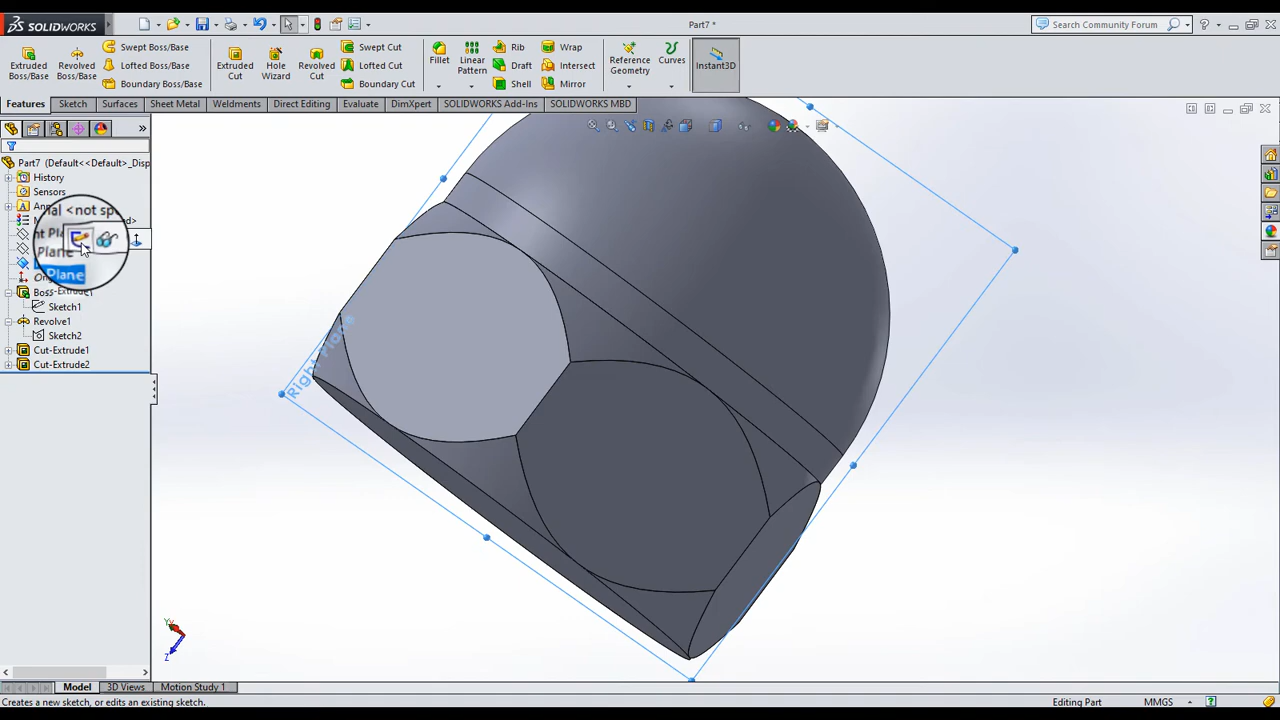 SOLIDWORKS
Part7 *
Search Community Forum
Extruded Boss/Base
Revolved Boss/Base
Swept Boss/Base
Lofted Boss/Base
Boundary Boss/Base
Extruded Cut
Hole Wizard
Revolved Cut
Swept Cut
Lofted Cut
Boundary Cut
Fillet
Linear Pattern
Rib
Draft
Shell
Wrap
Intersect
Mirror
Reference Geometry
Curves
Instant3D
Features Sketch Surfaces Sheet Metal Weldments Direct Editing Evaluate DimXpert SOLIDWORKS Add-Ins SOLIDWORKS MBD
Part7 (Default<<Default>_Disp
History
Sensors
Plane
Plane
Boss-Extrude1
Sketch1
Revolve1
Sketch2
Cut-Extrude1
Cut-Extrude2
Right Plane
Y
Z
Model 3D Views Motion Study 1
Creates a new sketch, or edits an existing sketch. Editing Part MMGS